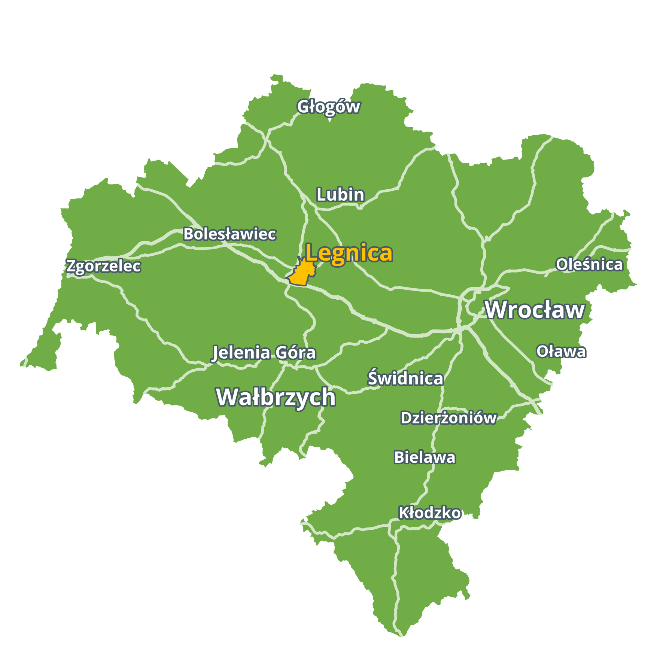 Głogów
Lubin
Bolesławiec
Legnica
Zgorzelec
Oleśnica
Wrocław
Jelenia Góra
Oława
Świdnica
Wałbrzych
Dzierżoniów
Bielawa
Kłodzko